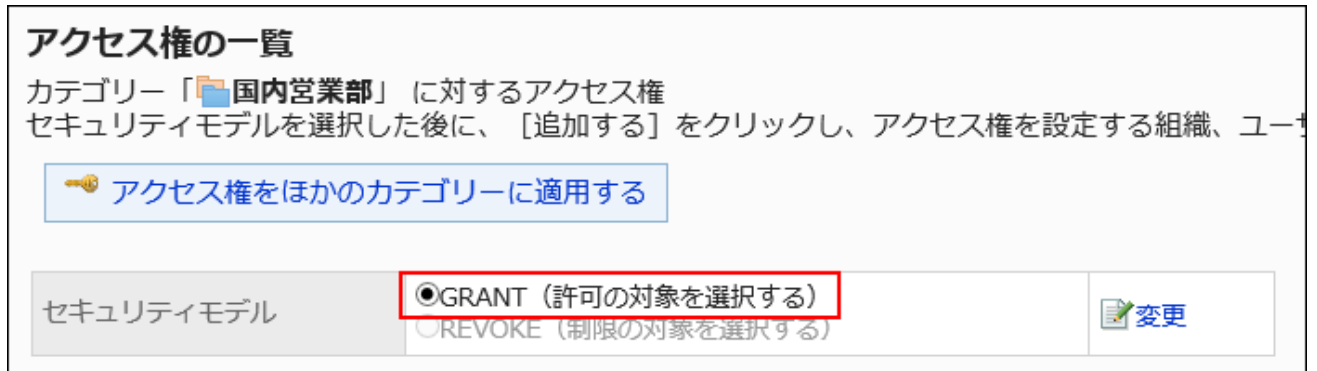 アクセス権の一覧
カテゴリー「国内営業部」 に対するアクセス権
セキュリティモデルを選択した後に、 [追加する] をクリックし、アクセス権を設定する組織、ユー
アクセス権をほかのカテゴリーに適用する
セキュリティモデル
GRANT（許可の対象を選択する）
REVOKE（制限の対象を選択する）
変更